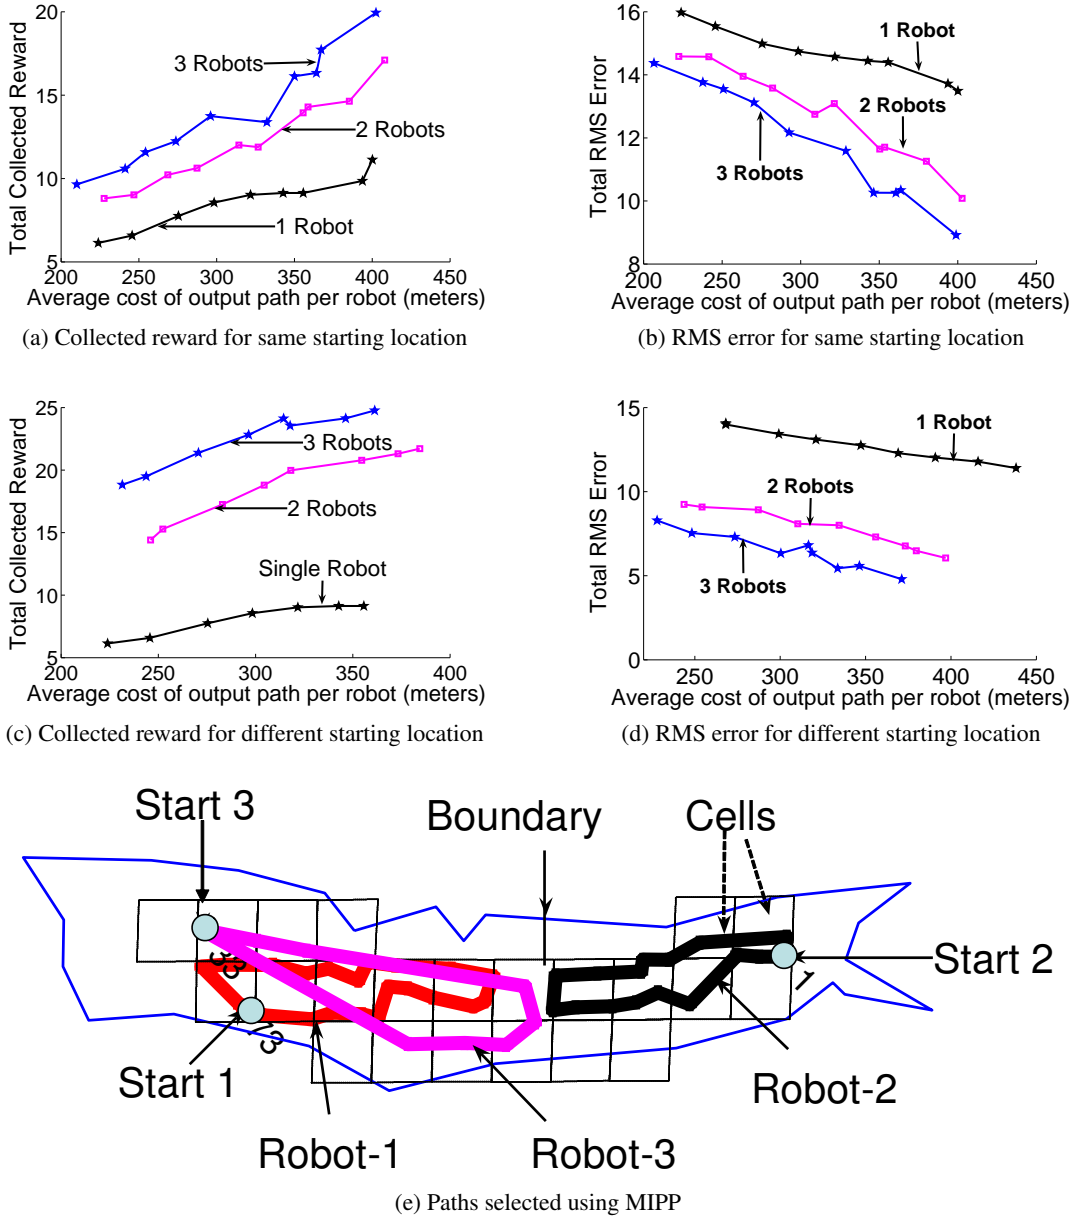 20
15
10
5
200 250 300 350 400 450
Total Collected Reward
3 Robots
2 Robots
1 Robot
Average cost of output path per robot (meters)
(a) Collected reward for same starting location
16
14
12
10
8
200 250 300 350 400 450
Total RMS Error
1 Robot
2 Robots
3 Robots
Average cost of output path per robot (meters)
(b) RMS error for same starting location
25
20
15
10
5
200 250 300 350 400
Total Collected Reward
3 Robots
2 Robots
Single Robot
Average cost of output path per robot (meters)
(c) Collected reward for different starting location
15
10
5
0
250 300 350 400 450
Total RMS Error
1 Robot
2 Robots
3 Robots
Average cost of output path per robot (meters)
(d) RMS error for different starting location
Start 3
Boundary
Cells
Start 2
1
Start 1
Robot-2
Robot-1
Robot-3
(e) Paths selected using MIPP